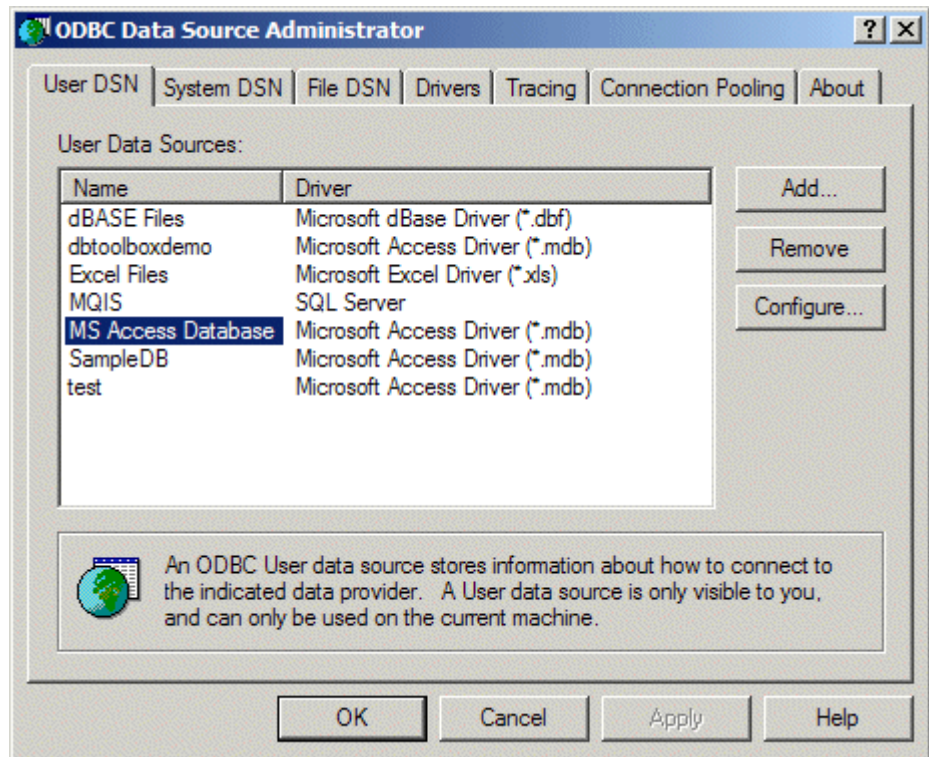 ODBC Data Source Administrator
User DSN System DSN File DSN Drivers Tracing Connection Pooling About
User Data Sources:
Name Driver
Add...
dBASE Files Microsoft dBase Driver (*.dbf)
dbtoolboxdemo Microsoft Access Driver (*.mdb)
Remove
Excel Files Microsoft Excel Driver (*.xls)
MQIS SQL Server
Configure...
MS Access Database Microsoft Access Driver (*.mdb)
SampleDB Microsoft Access Driver (*.mdb)
test Microsoft Access Driver (*.mdb)
An ODBC User data source stores information about how to connect to
the indicated data provider. A User data source is only visible to you,
and can only be used on the current machine.
OK Cancel Apply Help